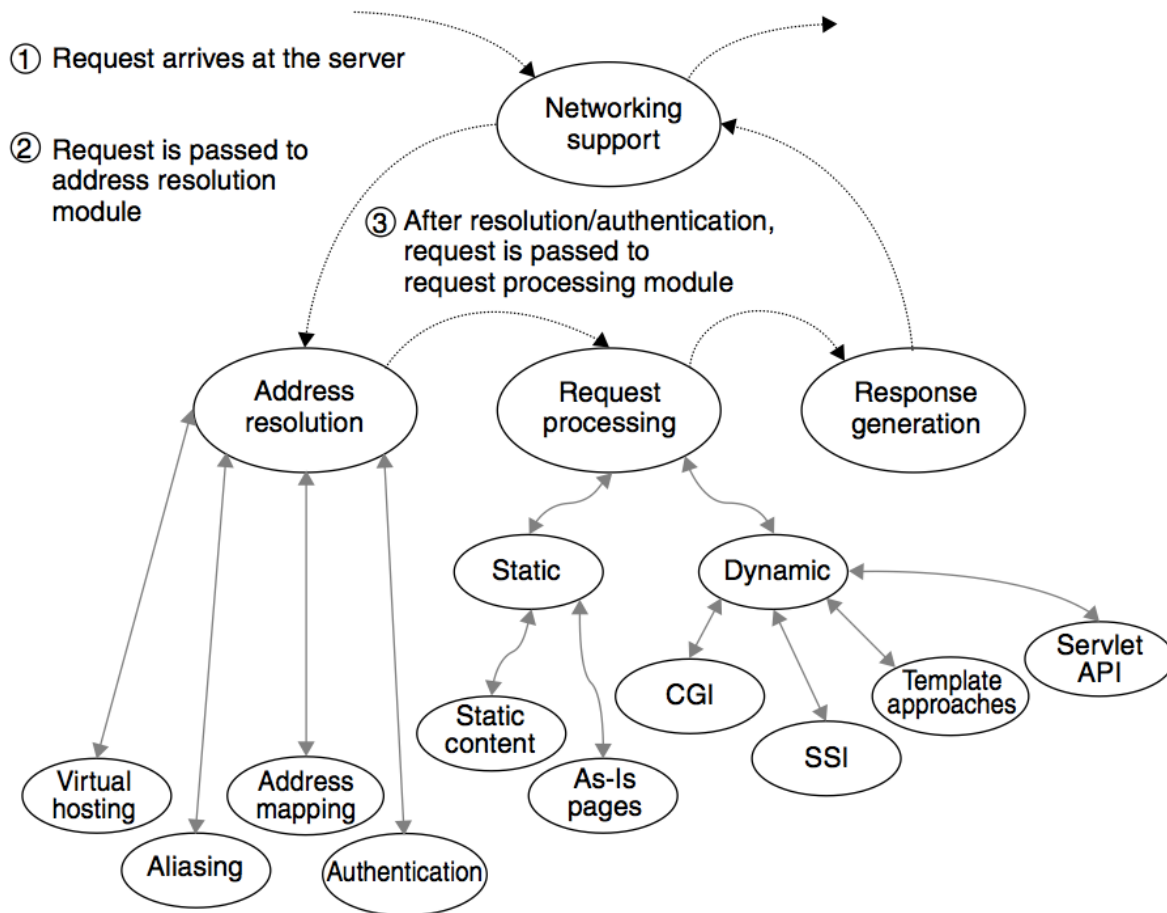 ① Request arrives at the server
Networking
support
② Request is passed to
address resolution
module
③ After resolution/authentication,
request is passed to
request processing module
Address
resolution
Request
processing
Response
generation
Static
Dynamic
Servlet
API
CGI
Template
approaches
Static
content
SSI
Virtual
hosting
Address
mapping
As-Is
pages
Aliasing
Authentication